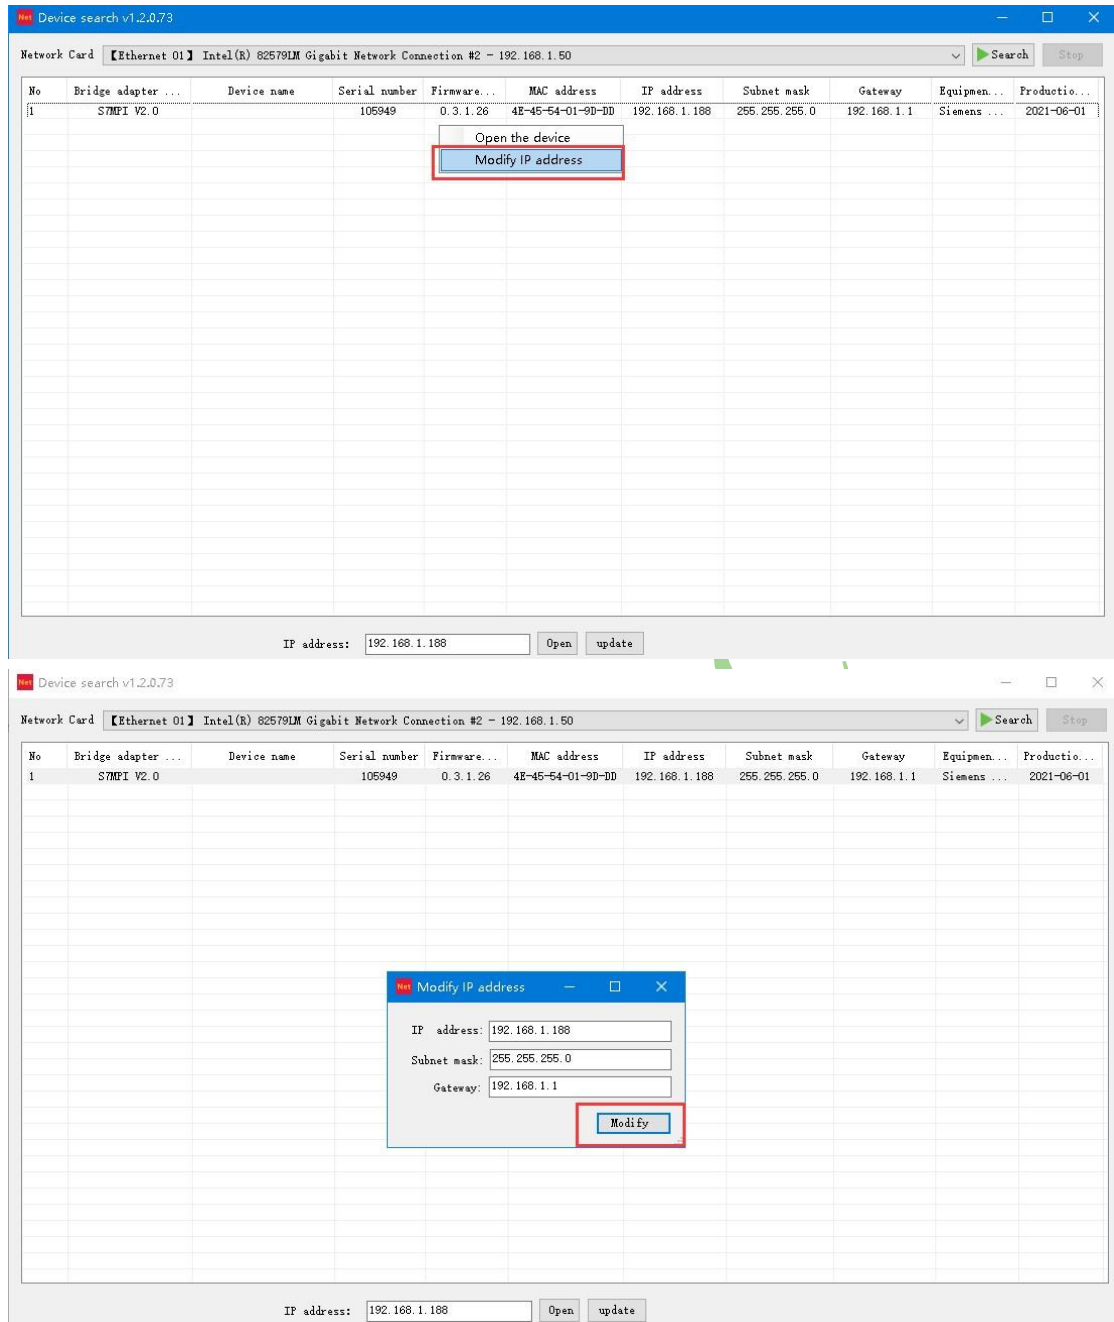 Net Device search v1.2.0.73
Network Card 【Ethernet 01】 Intel(R) 82579LM Gigabit Network Connection #2 - 192.168.1.50 Search Stop
No Bridge adapter ... Device name Serial number Firmware... MAC address IP address Subnet mask Gateway Equipmen... Productio...
1 S7MPI V2.0 105949 0.3.1.26 4E-45-54-01-9D-DD 192.168.1.188 255.255.255.0 192.168.1.1 Siemens ... 2021-06-01
Open the device
Modify IP address
IP address: 192.168.1.188 Open update
Net Device search v1.2.0.73
Network Card 【Ethernet 01】 Intel(R) 82579LM Gigabit Network Connection #2 - 192.168.1.50 Search Stop
No Bridge adapter ... Device name Serial number Firmware... MAC address IP address Subnet mask Gateway Equipmen... Productio...
1 S7MPI V2.0 105949 0.3.1.26 4E-45-54-01-9D-DD 192.168.1.188 255.255.255.0 192.168.1.1 Siemens ... 2021-06-01
Net Modify IP address
IP address: 192.168.1.188
Subnet mask: 255.255.255.0
Gateway: 192.168.1.1
Modify
IP address: 192.168.1.188 Open update